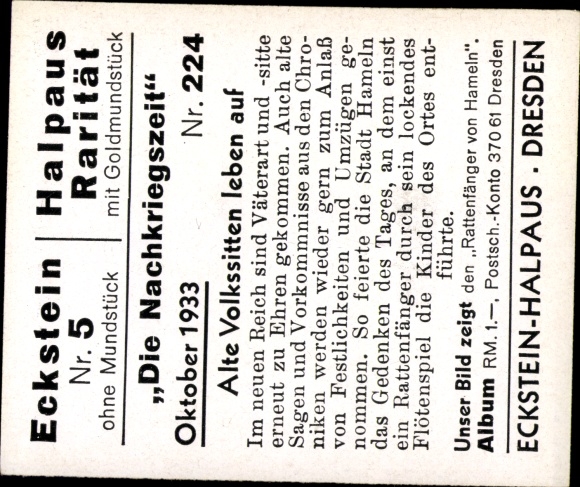 Eckstein
Nr. 5
ohne Mundstück
Halpaus
Rarität
mit Goldmundstück
„Die Nachkriegszeit“
Oktober 1933
Nr. 224
Alte Volkssitten leben auf
Im neuen Reich sind Väterart und -sitte
erneut zu Ehren gekommen. Auch alte
Sagen und Vorkommnisse aus den Chro-
niken werden wieder gern zum Anlaß
von Festlichkeiten und Umzügen ge-
nommen. So feierte die Stadt Hameln
das Gedenken des Tages, an dem einst
ein Rattenfänger durch sein lockendes
Flötenspiel die Kinder des Ortes ent-
führte.
Unser Bild zeigt den „Rattenfänger von Hameln".
Album RM. 1.—, Postsch.-Konto 370 61 Dresden
ECKSTEIN-HALPAUS · DRESDEN